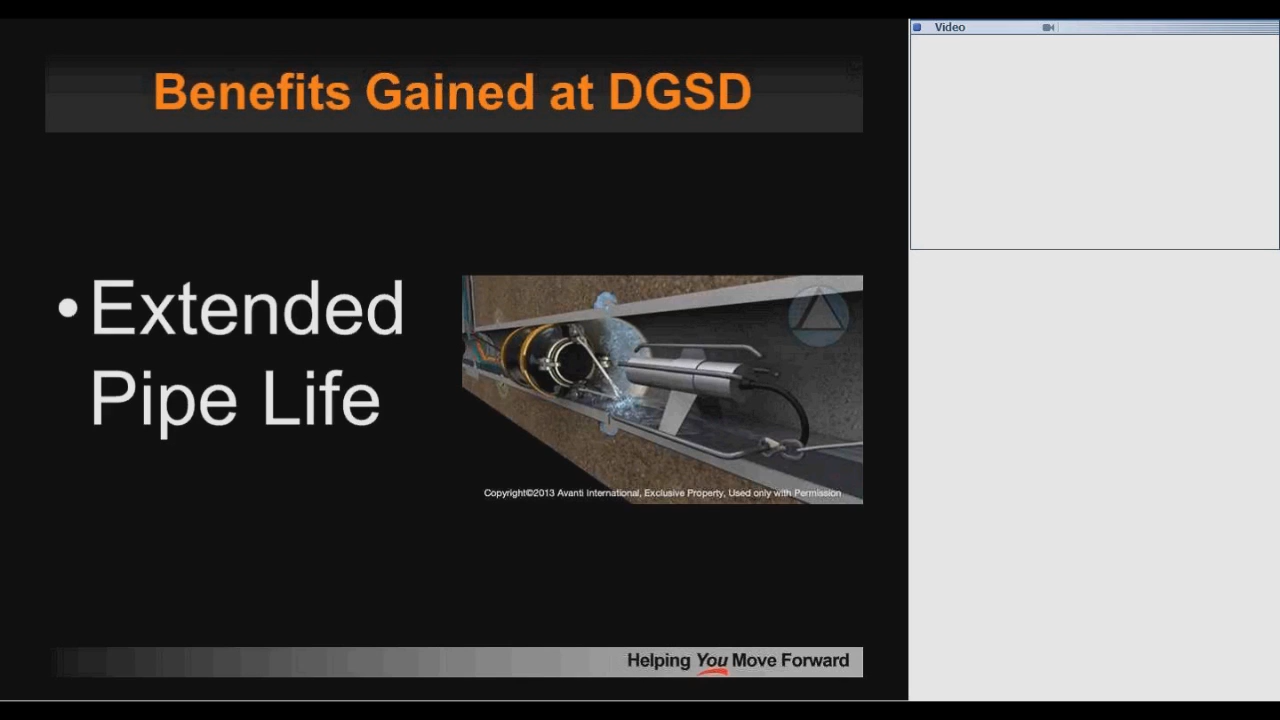 Video
Benefits Gained at DGSD
•Extended
Pipe Life
Copyright©2013 Avanti International, Exclusive Property, Used only with Permission
Helping You Move Forward